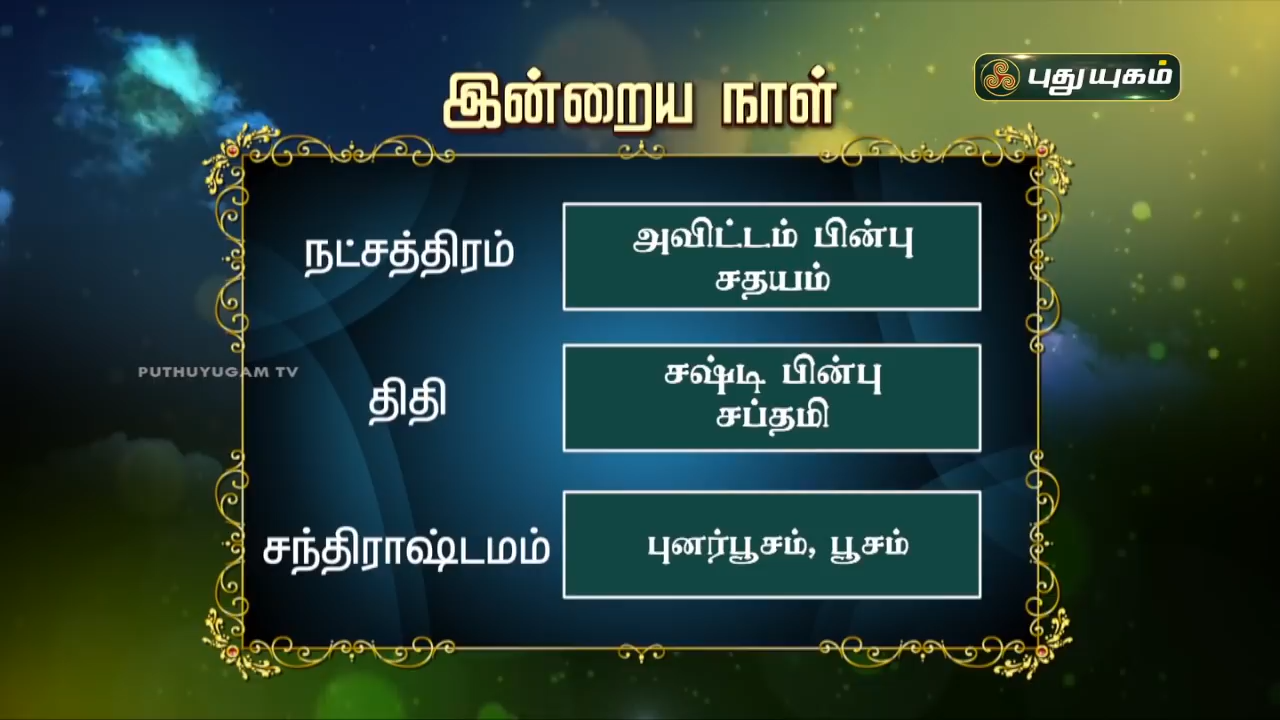 இன்றைய நாள்
புதுயுகம்
நட்சத்திரம்
அவிட்டம் பின்பு
சதயம்
PUTHUYUGAM TV
திதி
சஷ்டி பின்பு
சப்தமி
சந்திராஷ்டமம்
புனர்பூசம், பூசம்